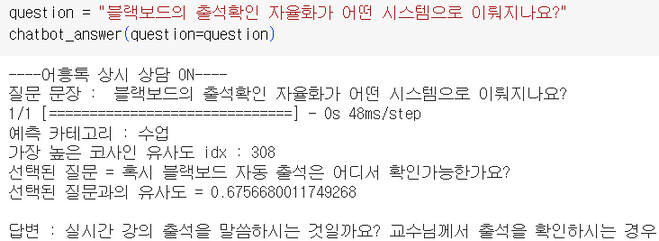 question = "블랙보드의 출석확인 자율화가 어떤 시스템으로 이뤄지나요?"
chatbot_answer(question=question)
----어흥톡 상시 상담 ON----
질문 문장 :  블랙보드의 출석확인 자율화가 어떤 시스템으로 이뤄지나요?
1/1 [==============================] - 0s 48ms/step
예측 카테고리 : 수업
가장 높은 코사인 유사도 idx : 308
선택된 질문 = 혹시 블랙보드 자동 출석은 어디서 확인가능한가요?
선택된 질문과의 유사도 = 0.6756680011749268
답변 : 실시간 강의 출석을 말씀하시는 것일까요? 교수님께서 출석을 확인하시는 경우